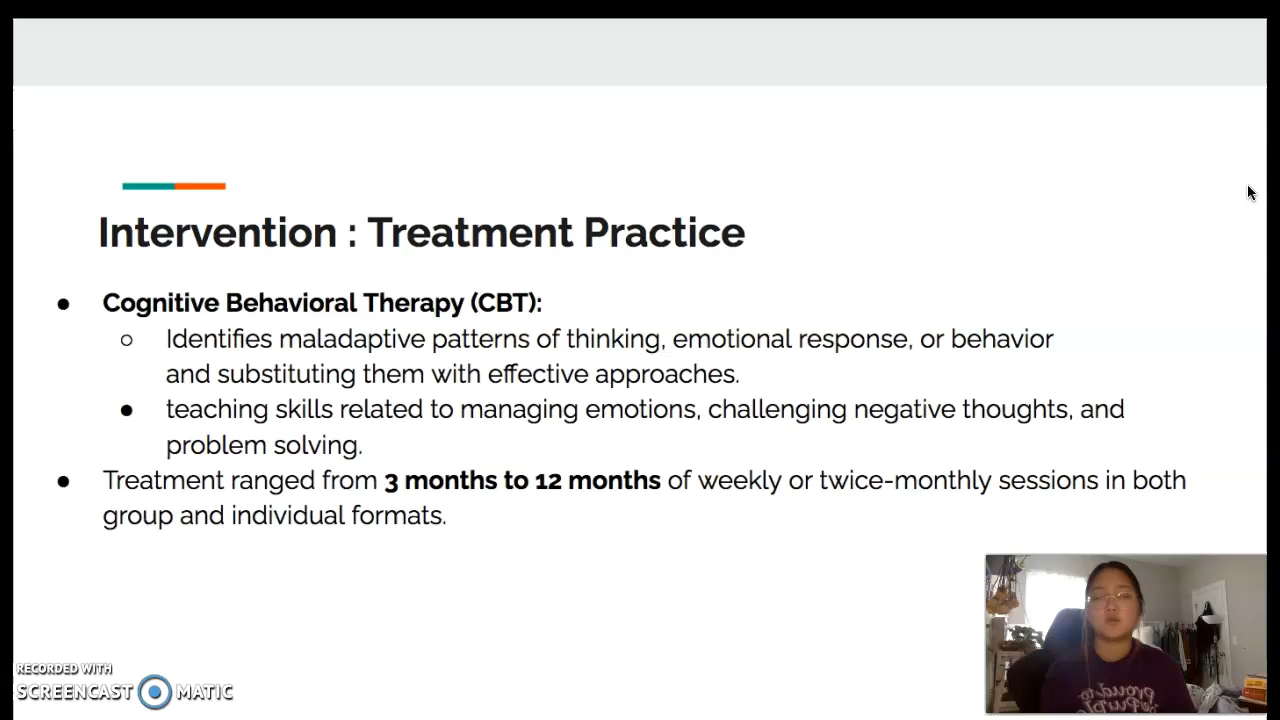 Intervention : Treatment Practice
● Cognitive Behavioral Therapy (CBT):
○ Identifies maladaptive patterns of thinking, emotional response, or behavior
and substituting them with effective approaches.
● teaching skills related to managing emotions, challenging negative thoughts, and
problem solving.
● Treatment ranged from 3 months to 12 months of weekly or twice-monthly sessions in both
group and individual formats.
proud to
RECORDED WITH
SCREENCAST MATIC